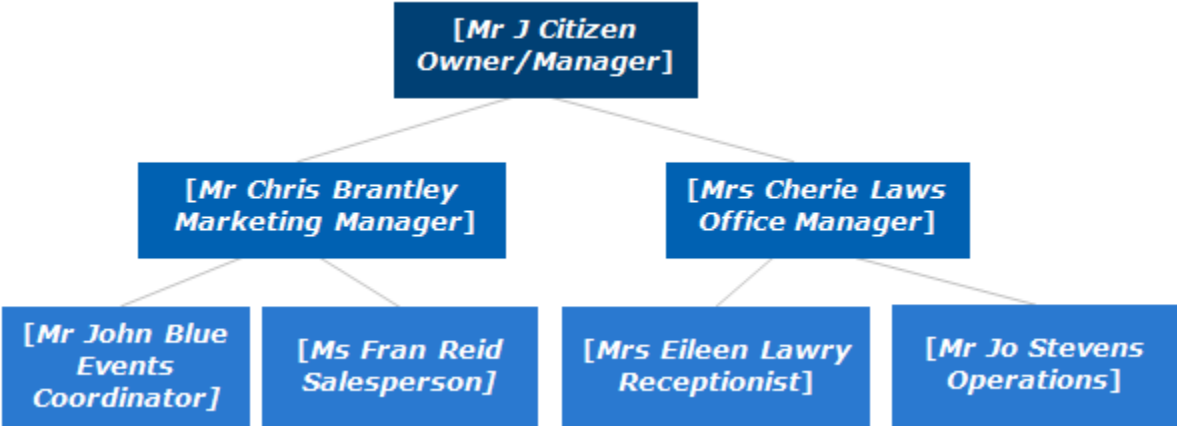 [Mr J Citizen
Owner/Manager]
[Mr Chris Brantley
Marketing Manager]
[Mrs Cherie Laws
Office Manager]
[Mr John Blue
Events
Coordinator]
[Ms Fran Reid
Salesperson]
[Mrs Eileen Lawry
Receptionist]
[Mr Jo Stevens
Operations]